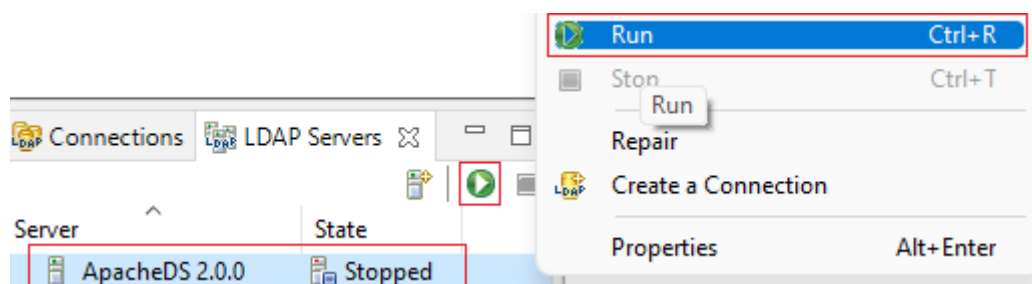 Run Ctrl+R
Stop Ctrl+T
Run
Connections LDAP Servers
Repair
LDAP Create a Connection
Server State
Properties Alt+Enter
ApacheDS 2.0.0 Stopped